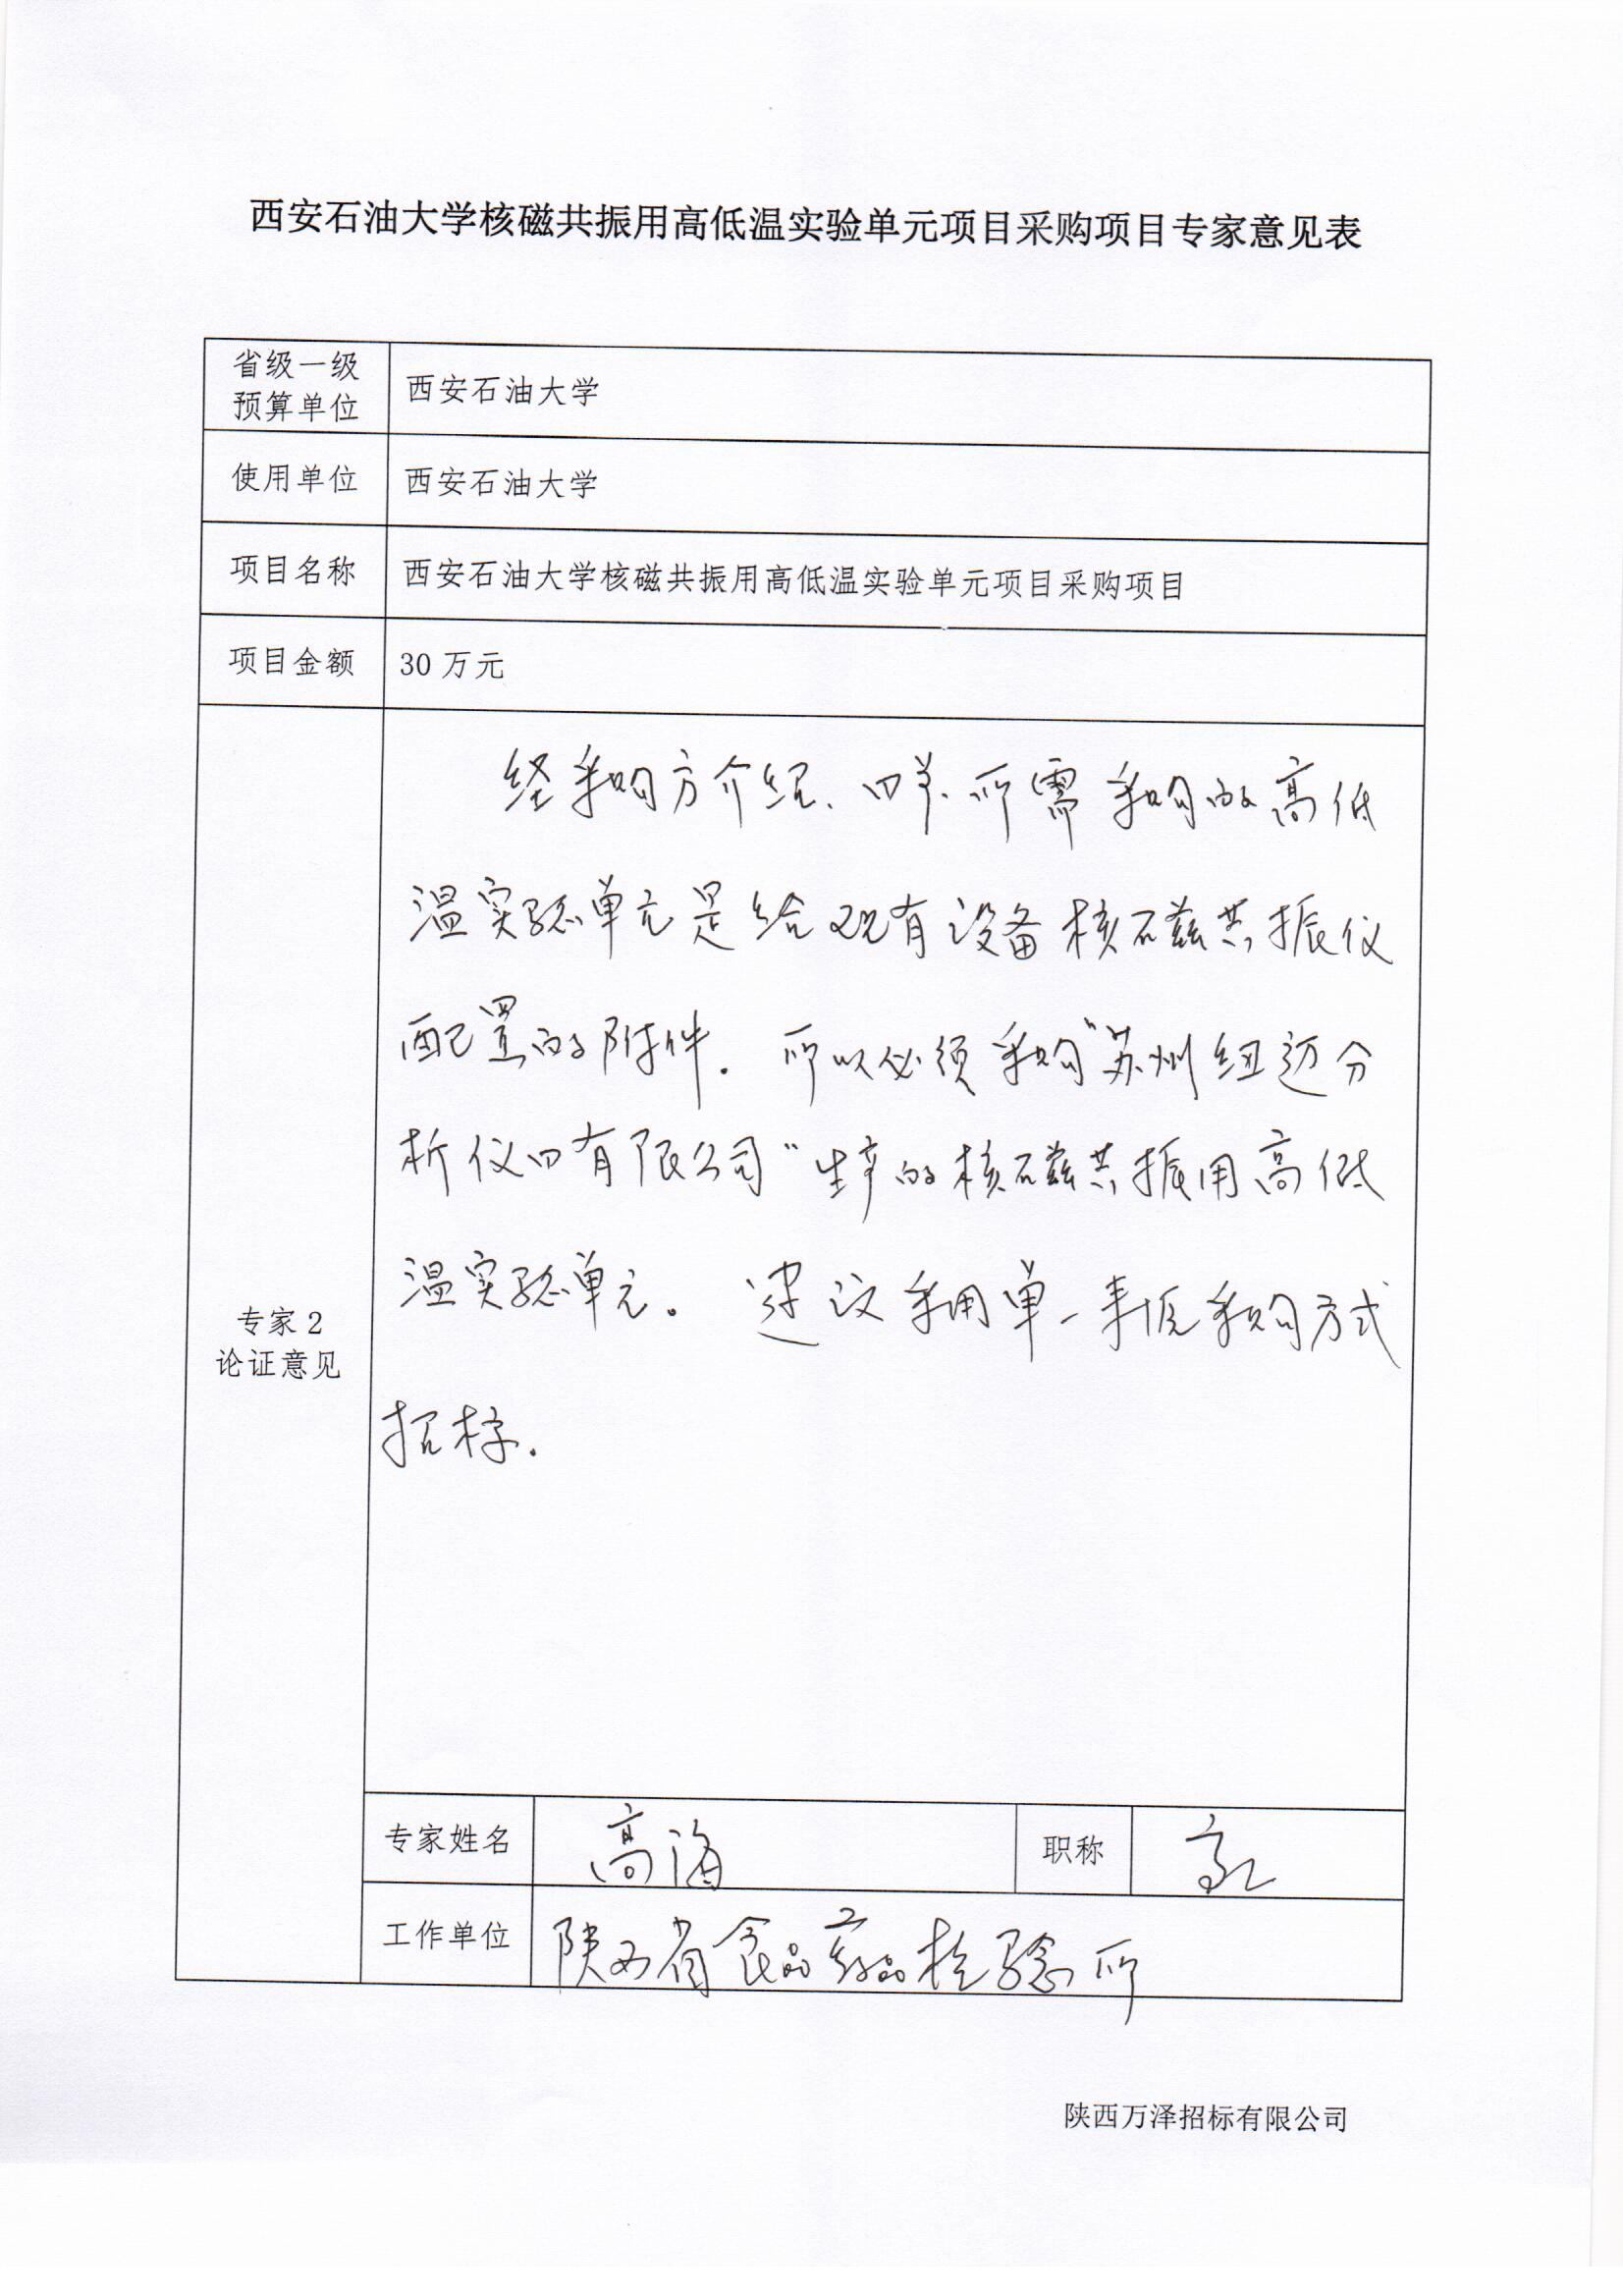 西安石油大学核磁共振用高低温实验单元项目采购项目专家意见表
省级一级
预算单位
西安石油大学
使用单位
西安石油大学
项目名称
西安石油大学核磁共振用高低温实验单元项目采购项目
项目金额
30 万元
专家 2
论证意见
经采购方介绍、所需采购的高低
温实验单元是给现有设备核磁共振仪
配置的附件. 所以必须采购“苏州纽迈分
析仪四有限公司”生产的核磁共振用高低
温实验单元。建议采用单一来源采购方式
招标.
专家姓名
高海
职称
高工
工作单位
陕西省食品药品检验所
陕西万泽招标有限公司